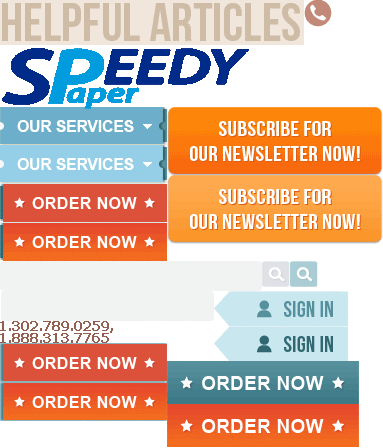 HELPFUL ARTICLES
SPEEDY
Paper
OUR SERVICES
SUBSCRIBE FOR
OUR NEWSLETTER NOW!
OUR SERVICES
SUBSCRIBE FOR
OUR NEWSLETTER NOW!
ORDER NOW
ORDER NOW
SIGN IN
1.302.789.0259,
1.888.313.7765
SIGN IN
ORDER NOW
ORDER NOW
ORDER NOW
ORDER NOW